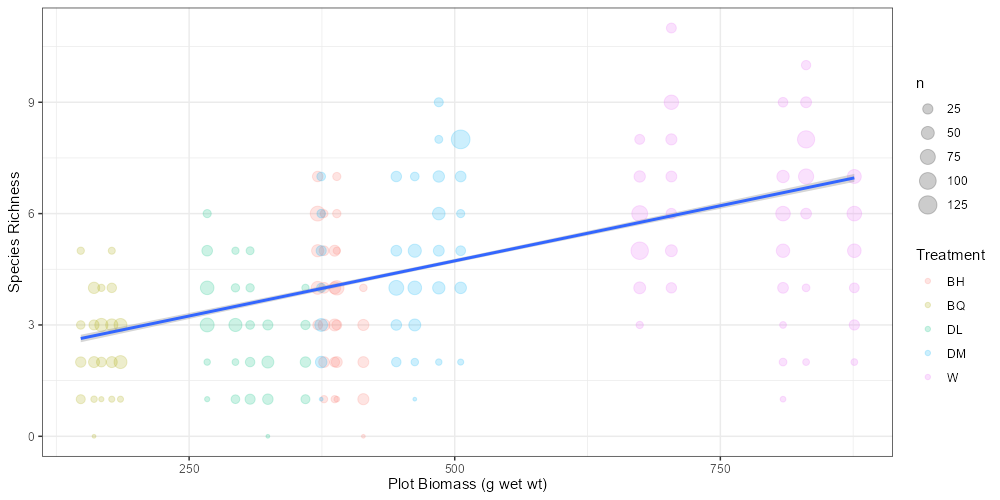 9
6
3
0
Species Richness
250
500
750
Plot Biomass (g wet wt)
n
25
50
75
100
125
Treatment
BH
BQ
DL
DM
W